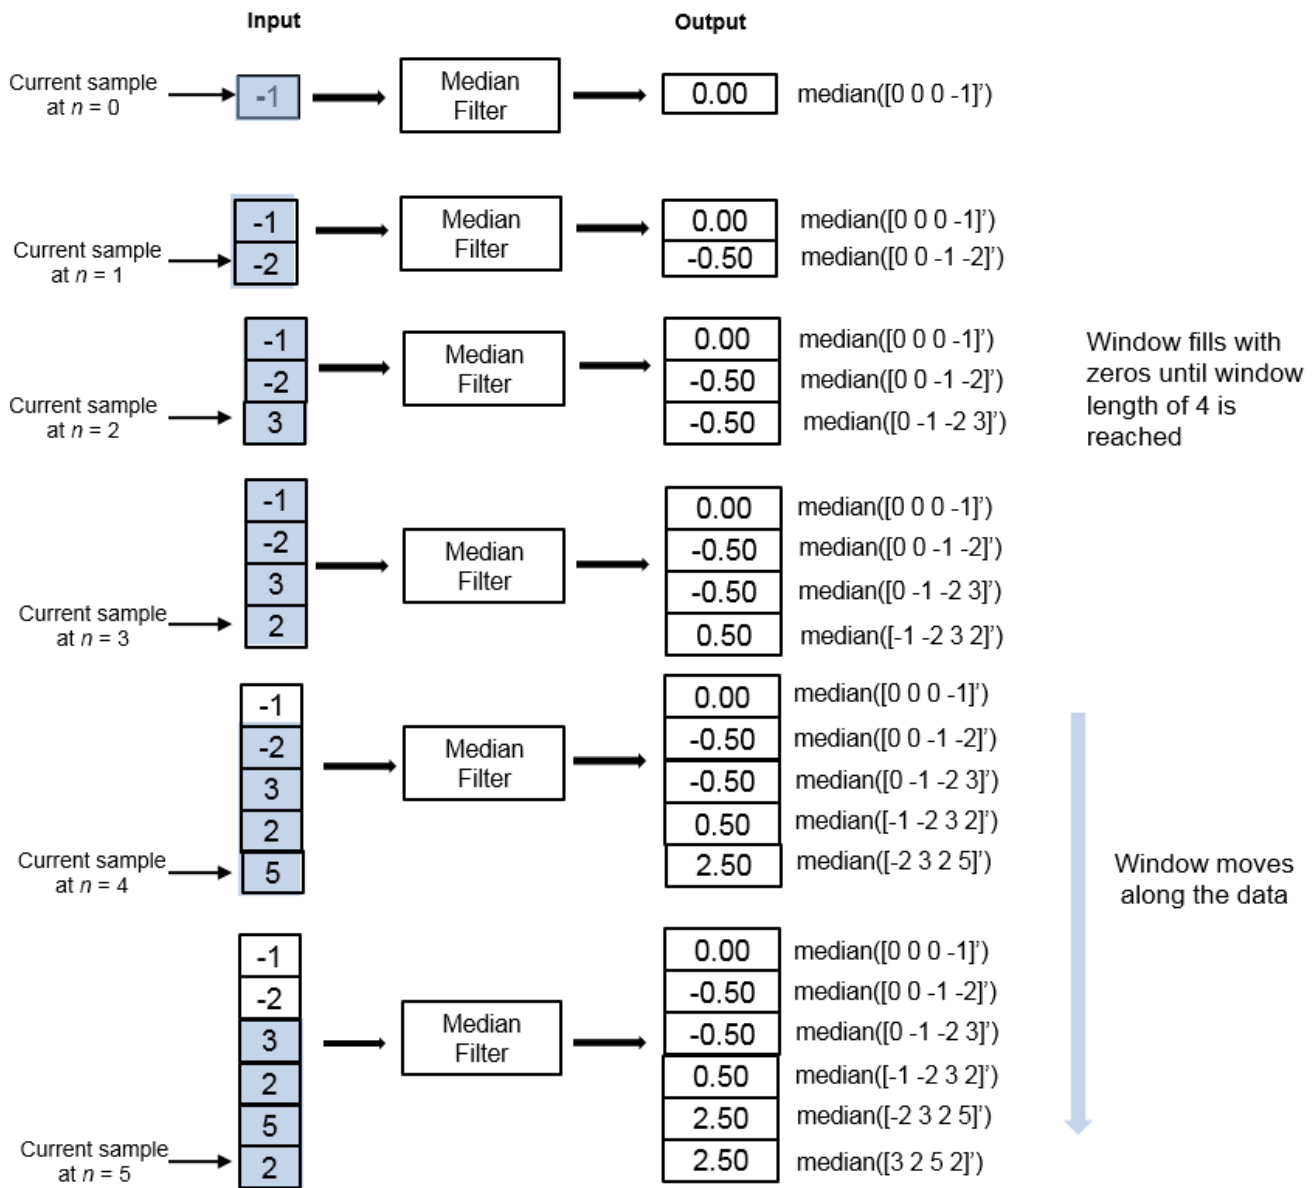 Input
Output
Current sample
at n = 0
-1
Median
Filter
0.00
median([0 0 0 -1]')
Current sample
at n = 1
-1
-2
Median
Filter
0.00
median([0 0 0 -1]')
-0.50
median([0 0 -1 -2]')
Current sample
at n = 2
-1
-2
3
Median
Filter
0.00
median([0 0 0 -1]')
-0.50
median([0 0 -1 -2]')
-0.50
median([0 -1 -2 3]')
Window fills with
zeros until window
length of 4 is
reached
Current sample
at n = 3
-1
-2
3
2
Median
Filter
0.00
median([0 0 0 -1]')
-0.50
median([0 0 -1 -2]')
-0.50
median([0 -1 -2 3]')
0.50
median([-1 -2 3 2]')
Current sample
at n = 4
-1
-2
3
2
5
Median
Filter
0.00
median([0 0 0 -1]')
-0.50
median([0 0 -1 -2]')
-0.50
median([0 -1 -2 3]')
0.50
median([-1 -2 3 2]')
2.50
median([-2 3 2 5]')
Window moves
along the data
Current sample
at n = 5
-1
-2
3
2
5
2
Median
Filter
0.00
median([0 0 0 -1]')
-0.50
median([0 0 -1 -2]')
-0.50
median([0 -1 -2 3]')
0.50
median([-1 -2 3 2]')
2.50
median([-2 3 2 5]')
2.50
median([3 2 5 2]')